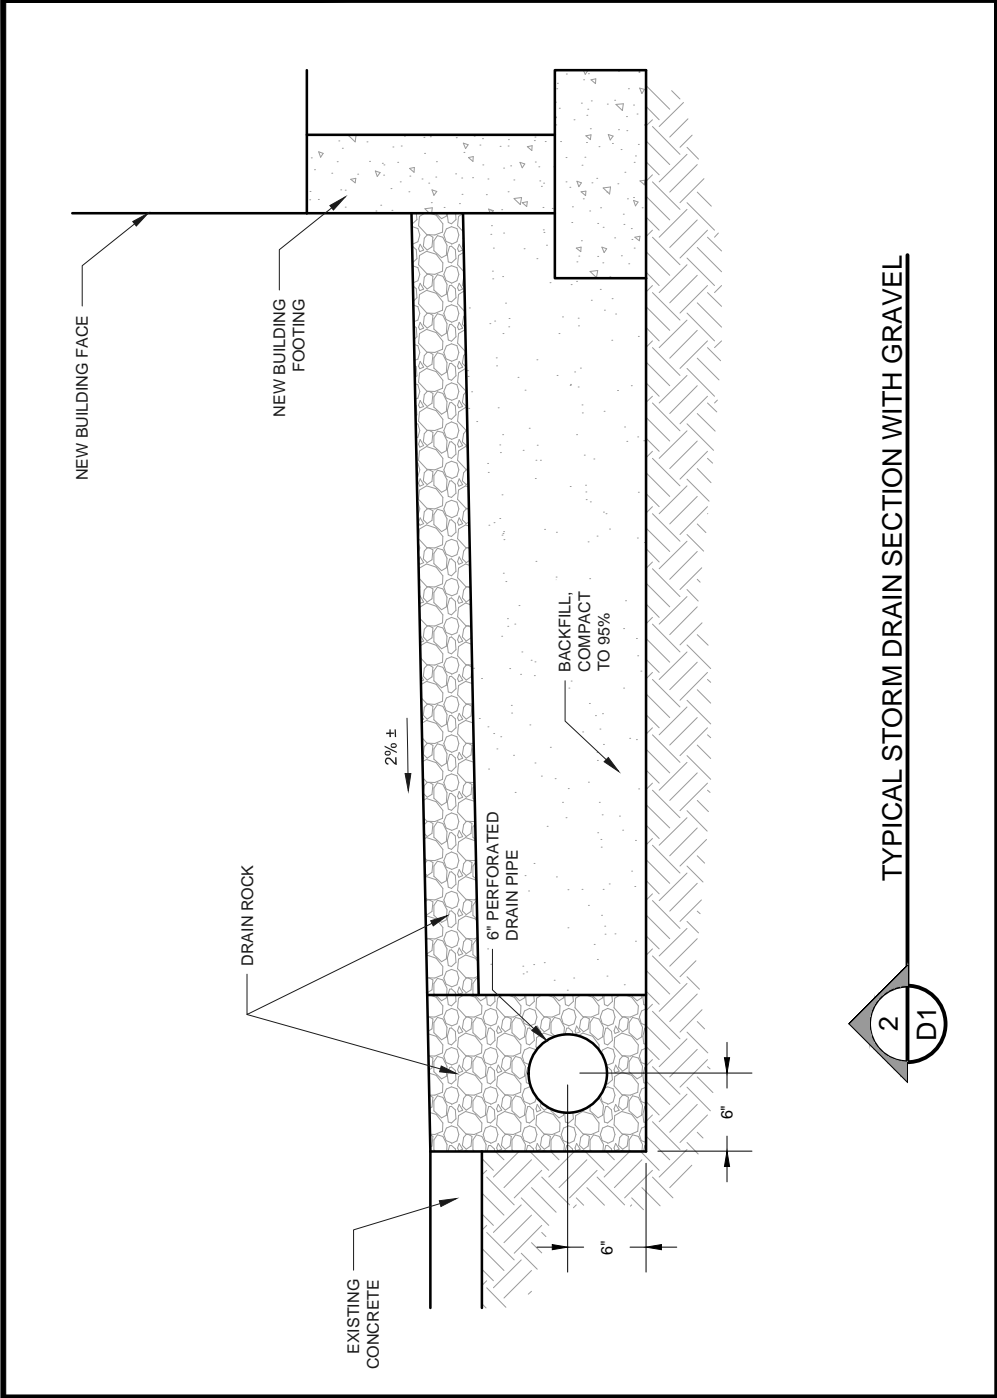 NEW BUILDING FACE
NEW BUILDING
FOOTING
DRAIN ROCK
2% ±
EXISTING
CONCRETE
6" PERFORATED
DRAIN PIPE
BACKFILL,
COMPACT
TO 95%
6"
6"
2
D1
TYPICAL STORM DRAIN SECTION WITH GRAVEL